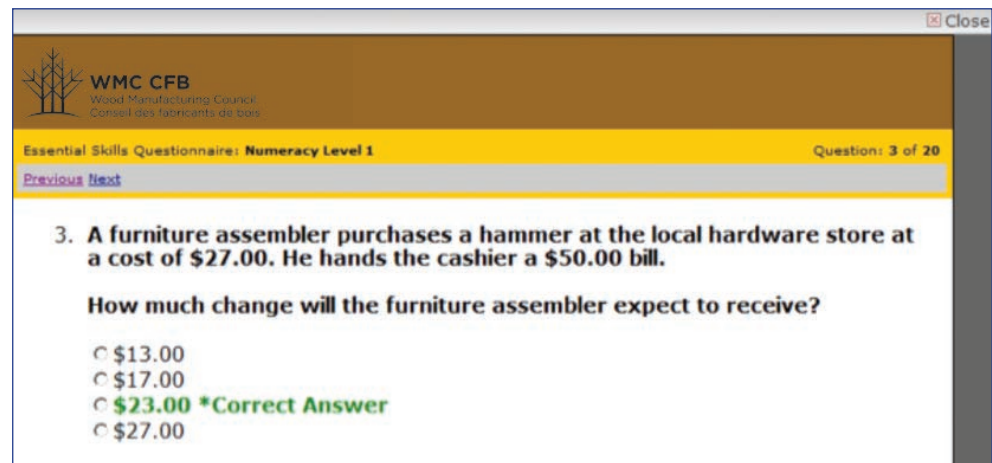 Close
WMC CFB
Wood Manufacturing Council
Conseil des fabricants de bois
Essential Skills Questionnaire: Numeracy Level 1 Question: 3 of 20
Previous Next
3. A furniture assembler purchases a hammer at the local hardware store at
a cost of $27.00. He hands the cashier a $50.00 bill.
How much change will the furniture assembler expect to receive?
$13.00
$17.00
$23.00 *Correct Answer
$27.00